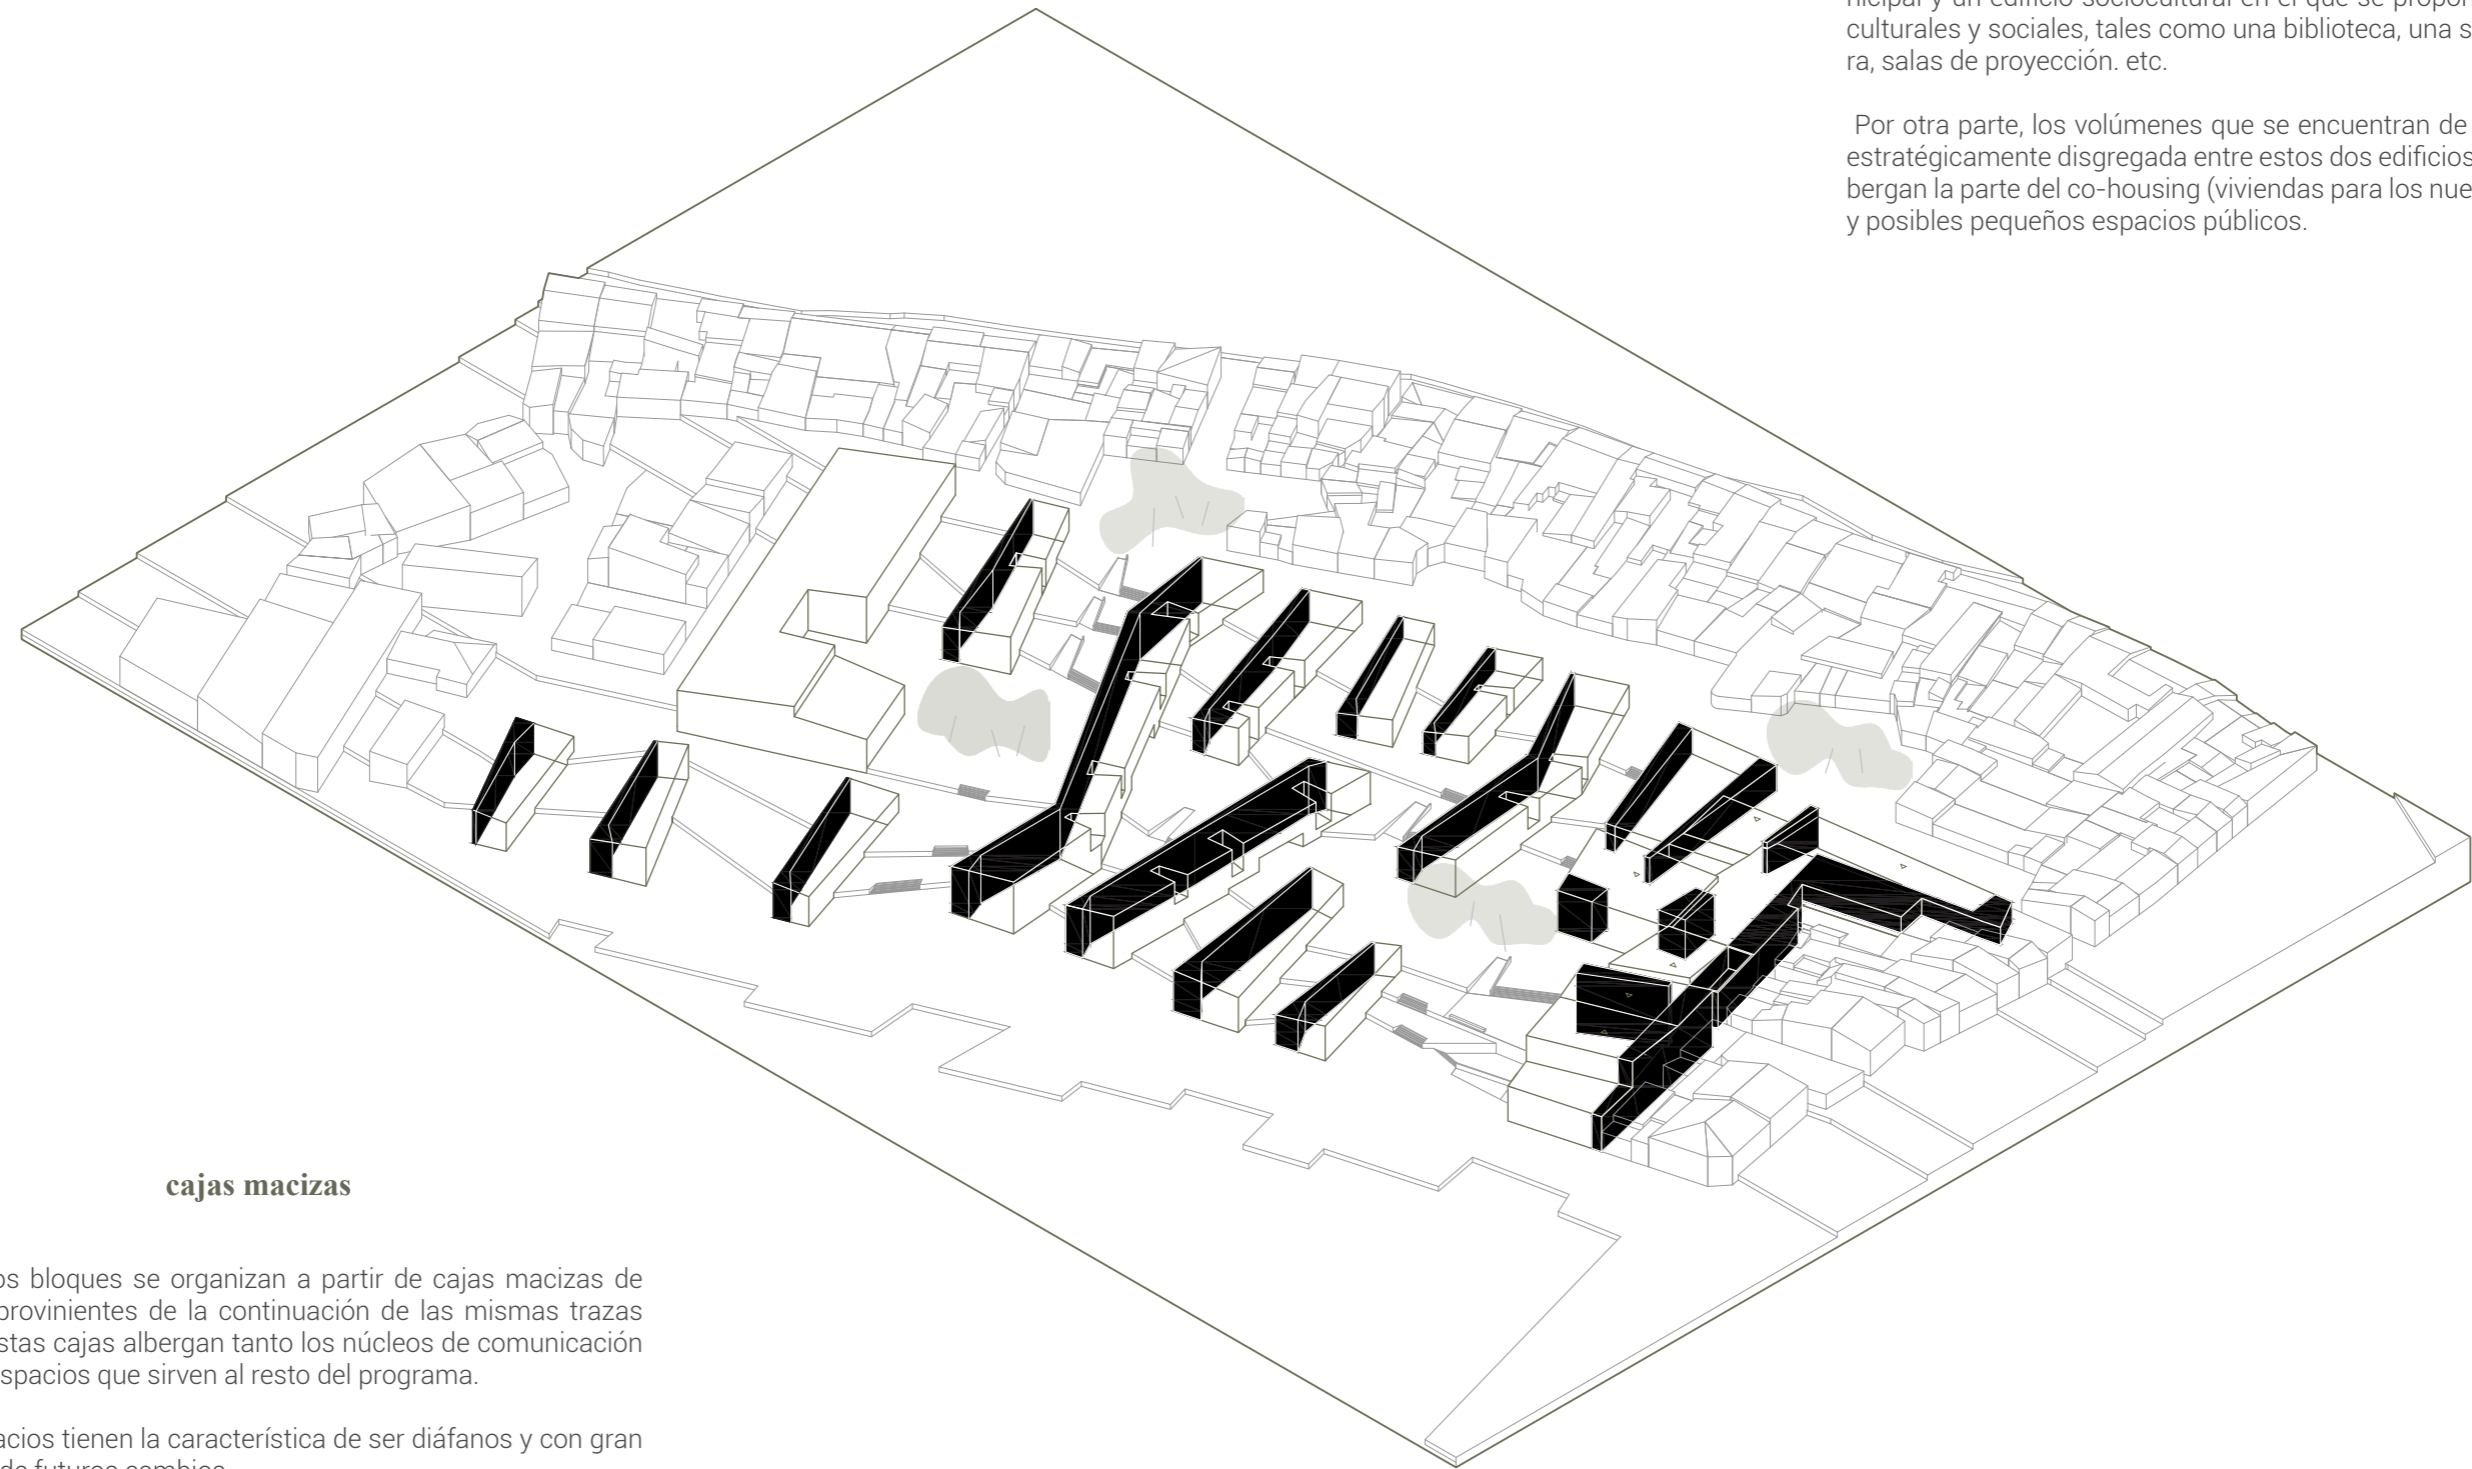 nicipal y un edificio sociocultural en el que se
culturales y sociales, tales como una biblioteca, una
ra, salas de proyección. etc.
Por otra parte, los volúmenes que se encuentran de
estratégicamente disgregada entre estos dos edificios
bergan la parte del co-housing (viviendas para los
y posibles pequeños espacios públicos.
cajas macizas
os bloques se organizan a partir de cajas macizas de
provinientes de la continuación de las mismas trazas
stas cajas albergan tanto los núcleos de comunicación
spacios que sirven al resto del programa.
acios tienen la característica de ser diáfanos y con gran
de futuros cambios